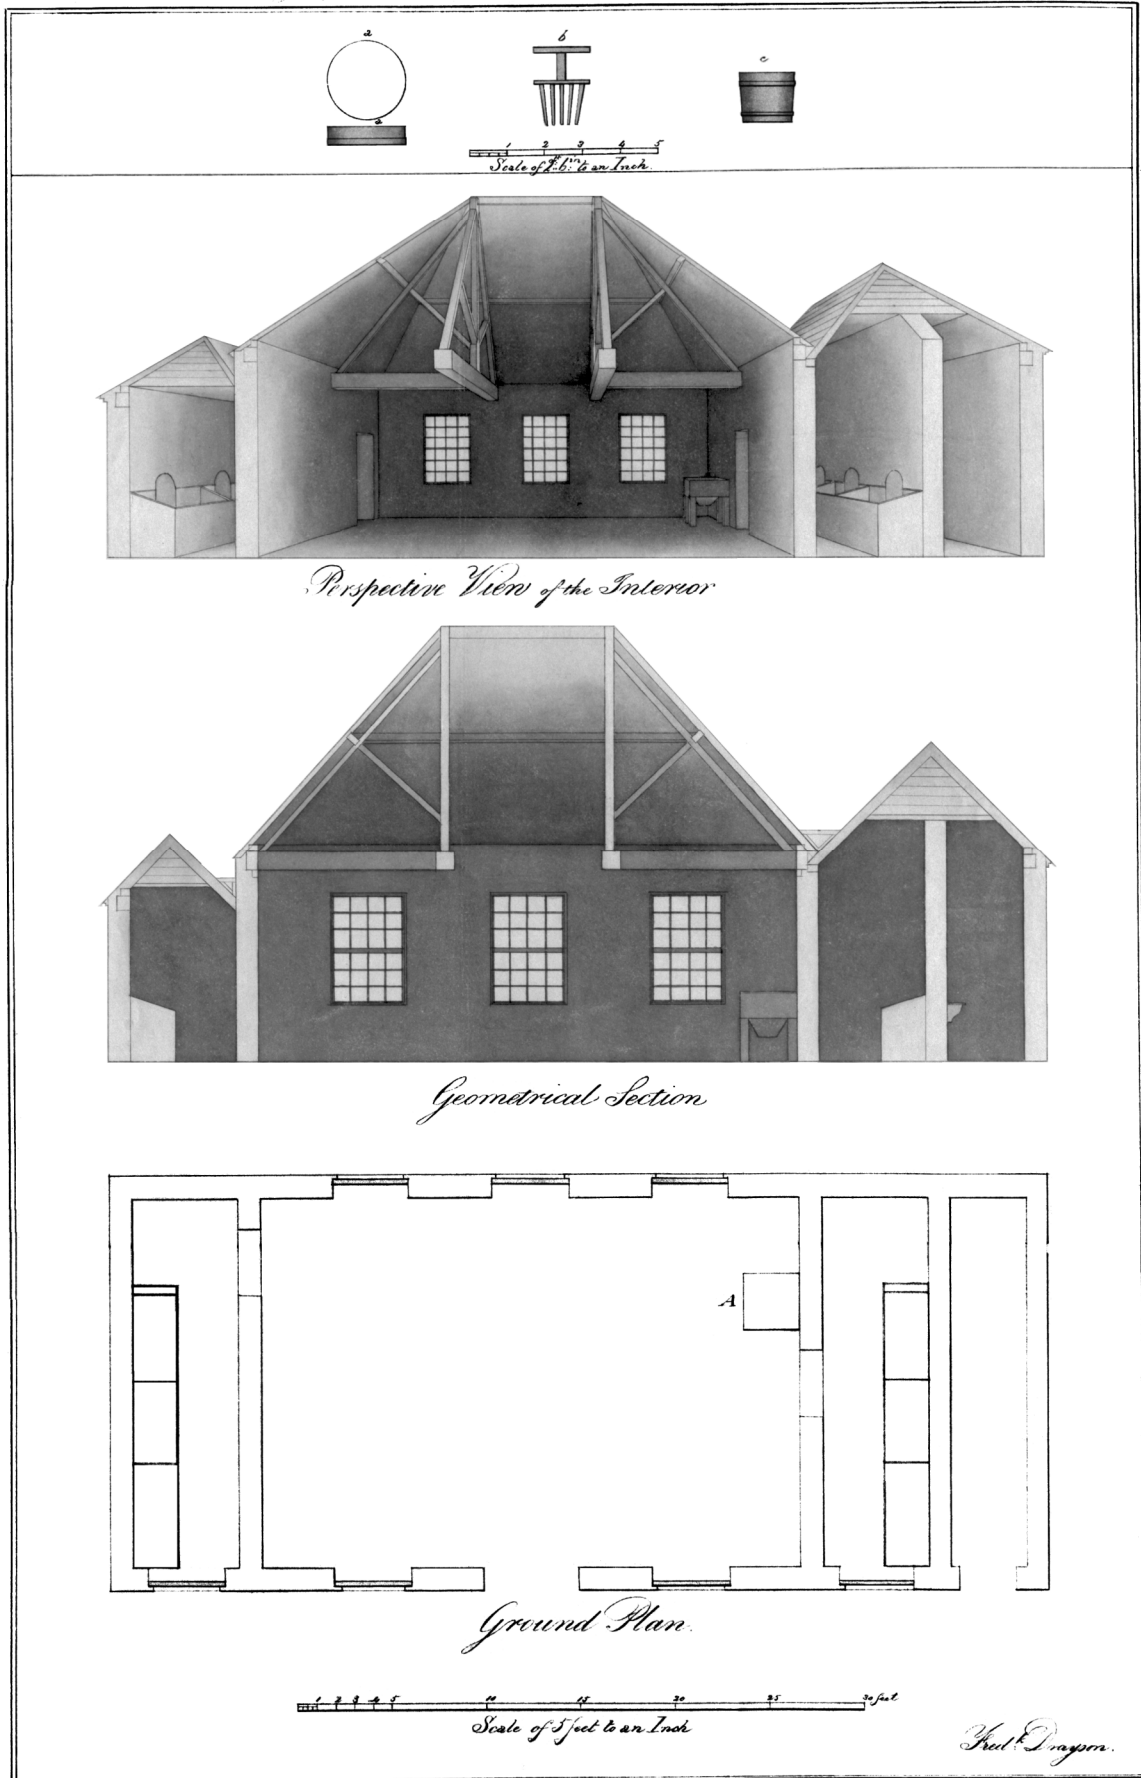 a
b
c
a
1 2 3 4 5
Scale of 2.ft 6.in to an Inch.
Perspective View of the Interior
Geometrical Section
A
Ground Plan.
1 2 3 4 5 10 15 20 25 30 feet
Scale of 5 feet to an Inch
Fred.k Drayson.